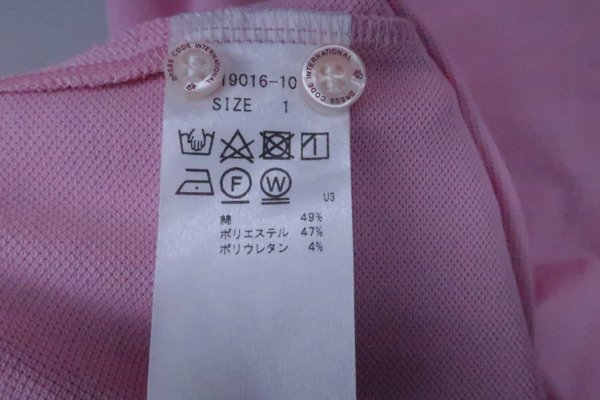 DRESS CODE INTERNATIONAL
DRESS CODE INTERNATIONAL
19016-10
SIZE 1
F
W
U3
綿 49%
ポリエステル 47%
ポリウレタン 4%